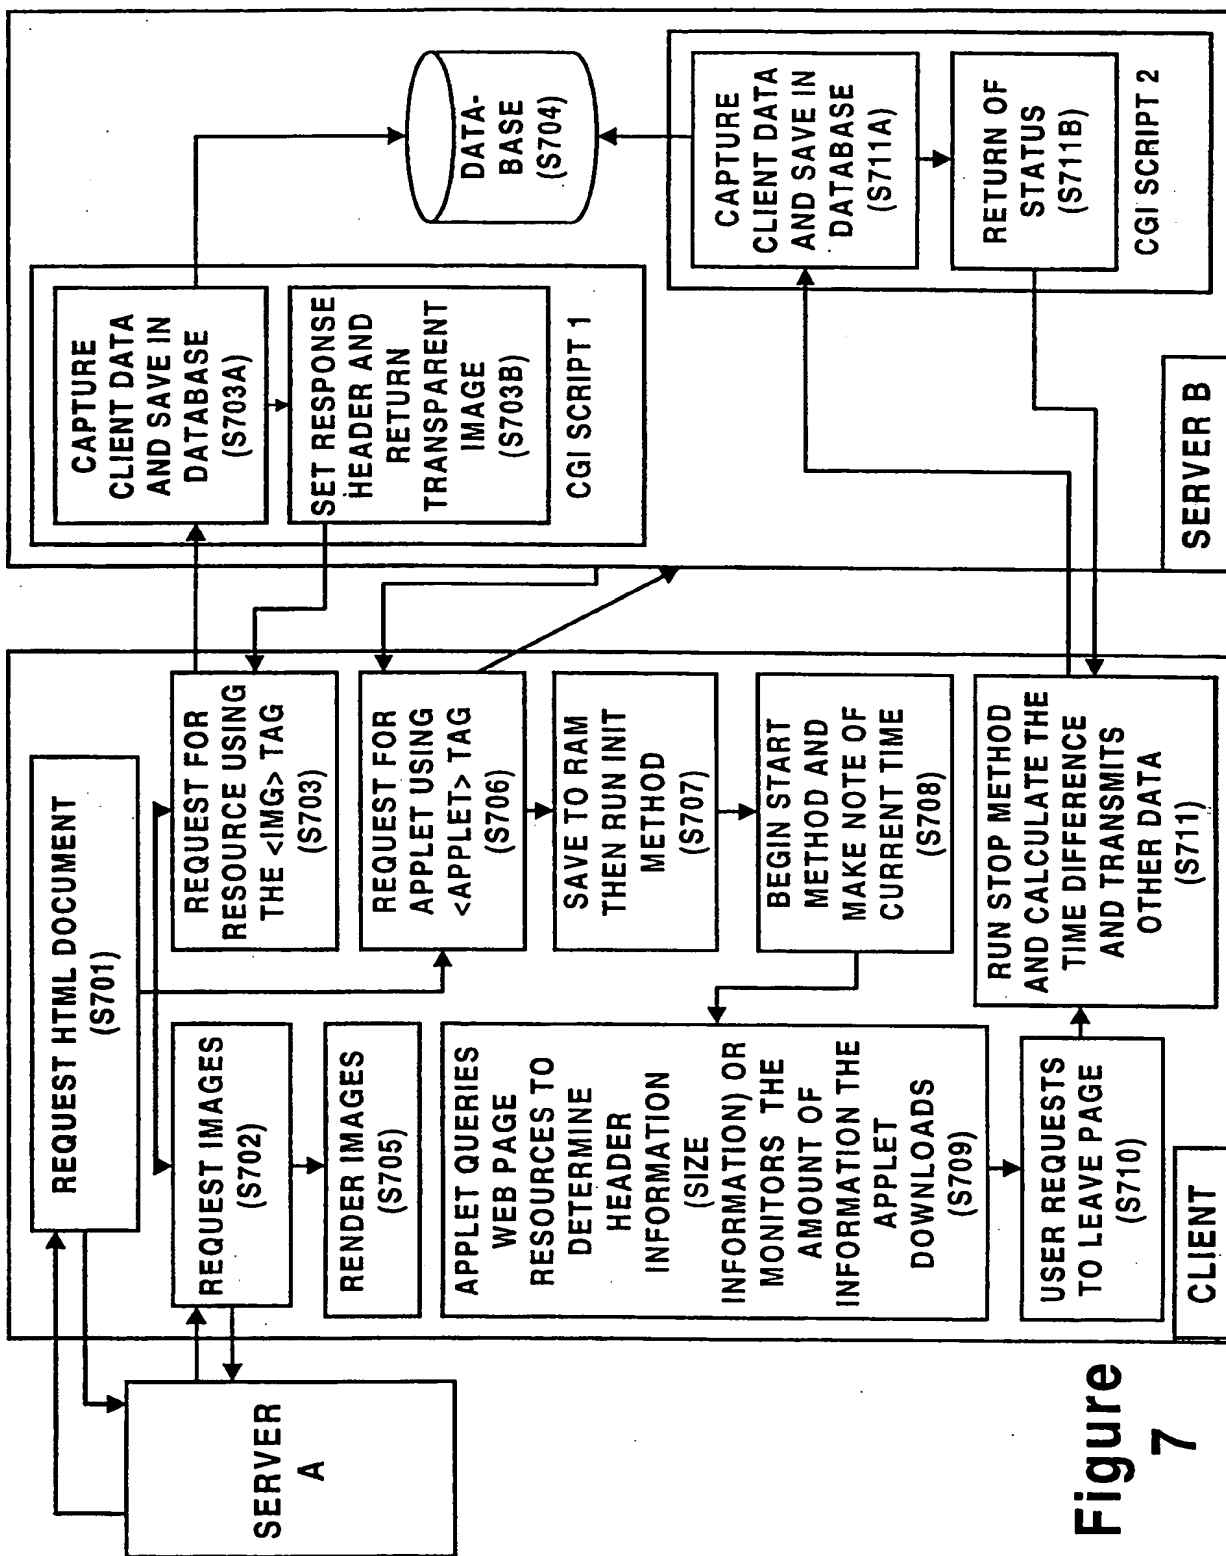 SERVER
A
REQUEST HTML DOCUMENT
(S701)
REQUEST IMAGES
(S702)
RENDER IMAGES
(S705)
REQUEST FOR
RESOURCE USING
THE <IMG> TAG
(S703)
REQUEST FOR
APPLET USING
<APPLET> TAG
(S706)
SAVE TO RAM
THEN RUN INIT
METHOD
(S707)
BEGIN START
METHOD AND
MAKE NOTE OF
CURRENT TIME
(S708)
APPLET QUERIES
WEB PAGE
RESOURCES TO
DETERMINE
HEADER
INFORMATION
(SIZE
INFORMATION) OR
MONITORS THE
AMOUNT OF
INFORMATION THE
APPLET
DOWNLOADS
(S709)
USER REQUESTS
TO LEAVE PAGE
(S710)
RUN STOP METHOD
AND CALCULATE THE
TIME DIFFERENCE
AND TRANSMITS
OTHER DATA
(S711)
CLIENT
CAPTURE
CLIENT DATA
AND SAVE IN
DATABASE
(S703A)
SET RESPONSE
HEADER AND
RETURN
TRANSPARENT
IMAGE
(S703B)
CGI SCRIPT 1
DATA-
BASE
(S704)
CAPTURE
CLIENT DATA
AND SAVE IN
DATABASE
(S711A)
RETURN OF
STATUS
(S711B)
CGI SCRIPT 2
SERVER B
Figure
7